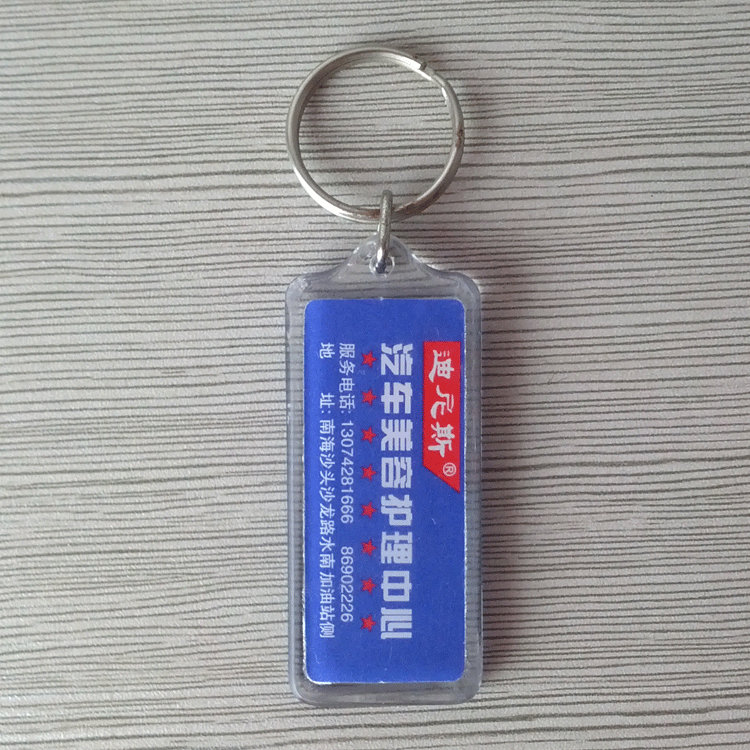 迪尼斯®
汽车美容护理中心
★ ★ ★ ★ ★ ★ ★ ★
服务电话: 13074281666 86902226
地 址: 南海沙头沙龙路水南加油站侧